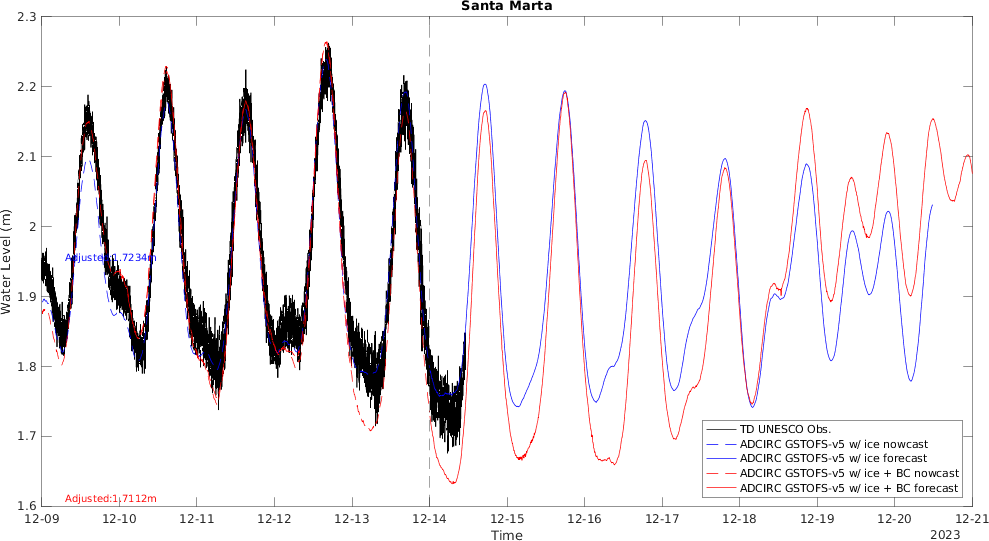 Santa Marta
2.3
2.2
2.1
2
1.9
1.8
1.7
1.6
Water Level (m)
Adjusted:1.7234m
Adjusted:1.7112m
TD UNESCO Obs.
ADCIRC GSTOFS-v5 w/ ice nowcast
ADCIRC GSTOFS-v5 w/ ice forecast
ADCIRC GSTOFS-v5 w/ ice + BC nowcast
ADCIRC GSTOFS-v5 w/ ice + BC forecast
12-09 12-10 12-11 12-12 12-13 12-14 12-15 12-16 12-17 12-18 12-19 12-20 12-21
Time
2023